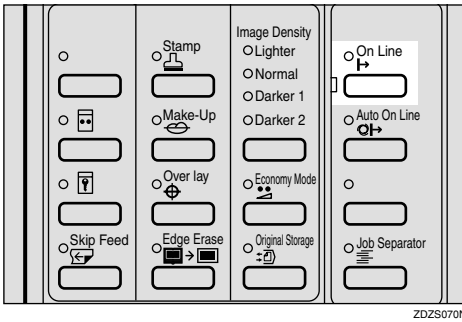 Stamp
Make-Up
Over lay
Skip Feed
Edge Erase
Image Density
Lighter
Normal
Darker 1
Darker 2
Economy Mode
Original Storage
On Line
Auto On Line
Job Separator
ZDZS070N